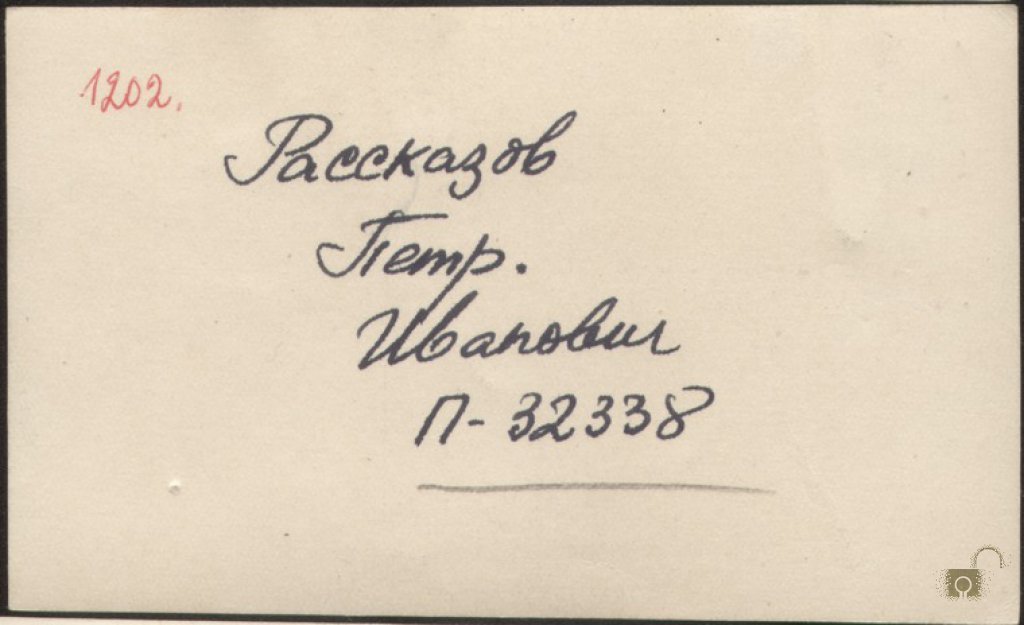 1202.
Рассказов
Петр.
Иванович
П-32338